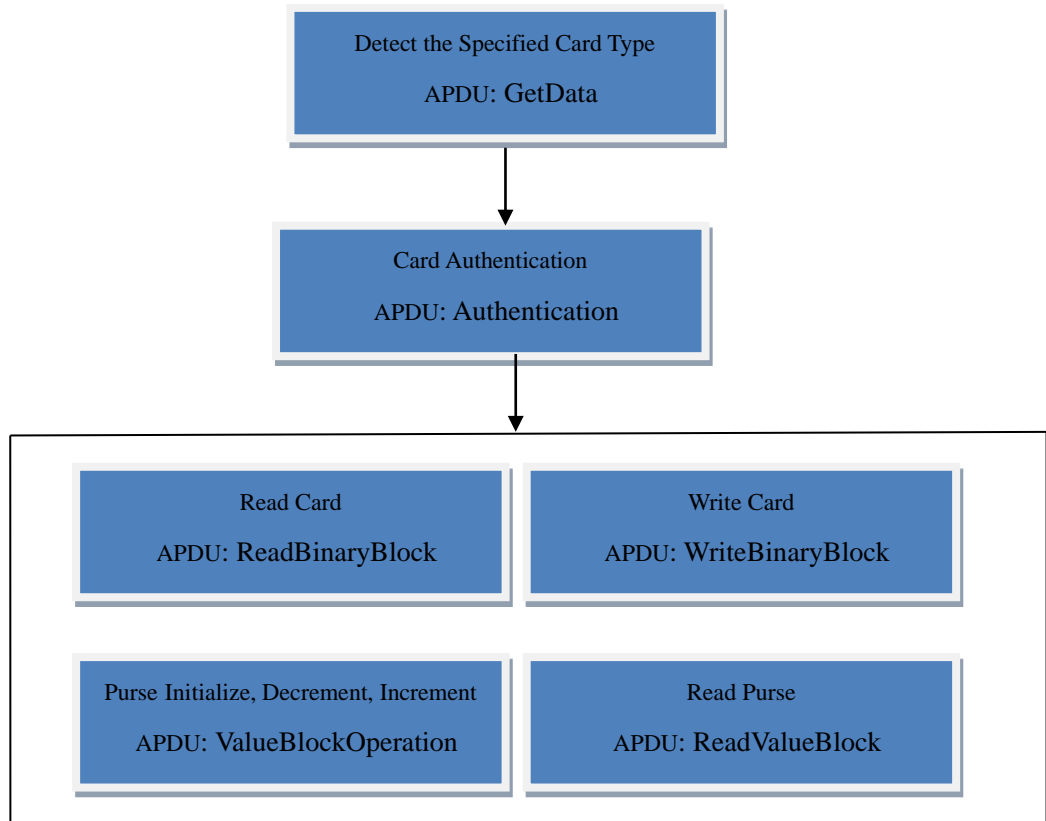 Detect the Specified Card Type
APDU: GetData
Card Authentication
APDU: Authentication
Read Card
APDU: ReadBinaryBlock
Write Card
APDU: WriteBinaryBlock
Purse Initialize, Decrement, Increment
APDU: ValueBlockOperation
Read Purse
APDU: ReadValueBlock